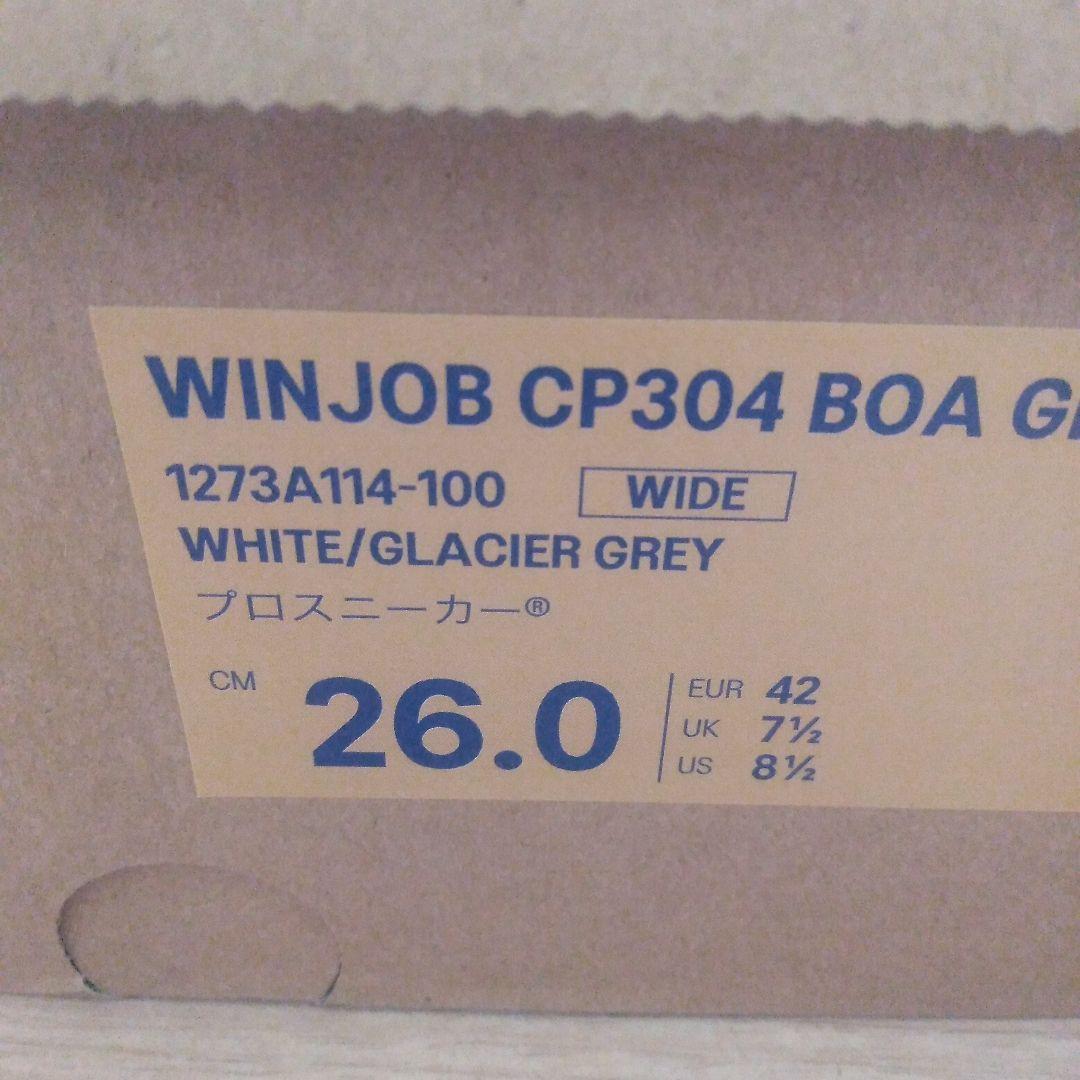 WINJOB CP304 BOA
1273A114-100 WIDE
WHITE/GLACIER GREY
プロスニーカー®
CM 26.0
EUR 42
UK 7½
US 8½